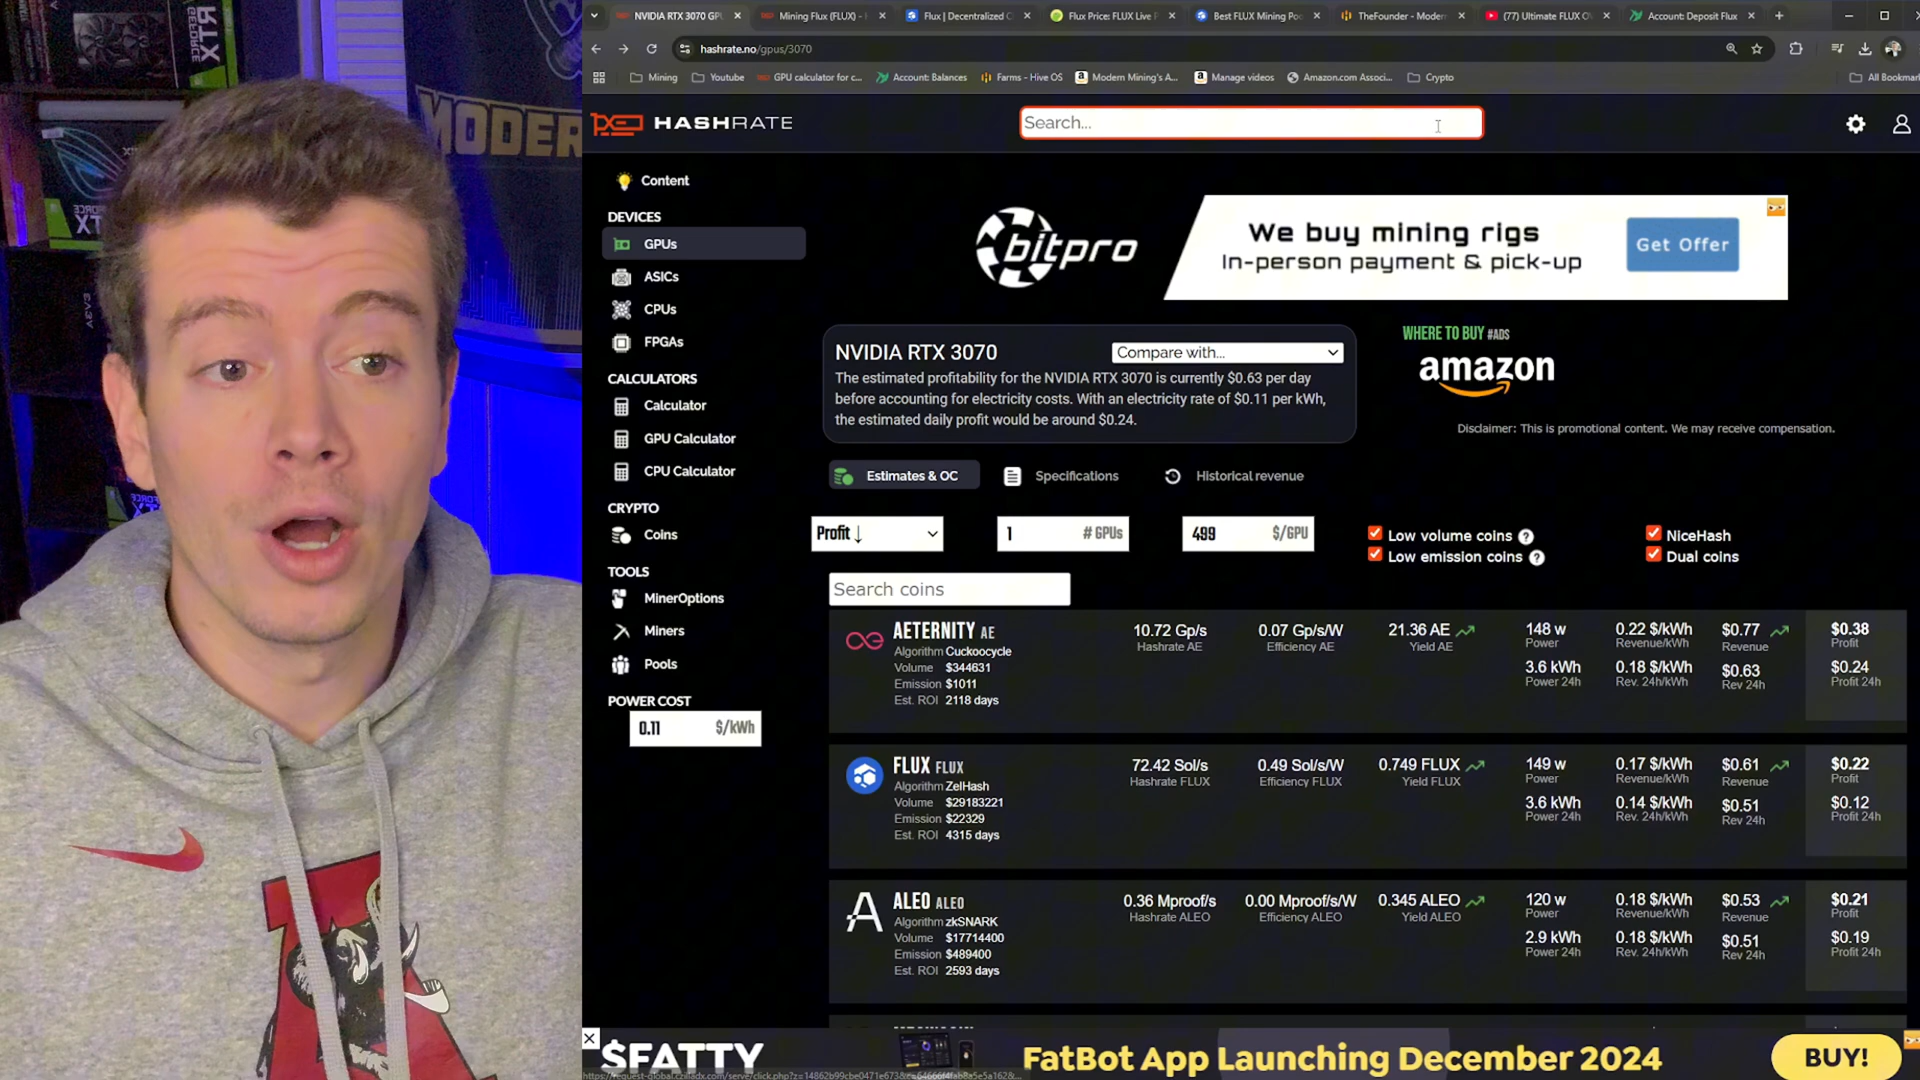 NVIDIA RTX 3070 GPU
Mining Flux (FLUX) -
Flux | Decentralized C
Flux Price: FLUX Live P
Best FLUX Mining Poo
TheFounder - Modern
(77) Ultimate FLUX O
Account: Deposit Flux
hashrate.no/gpus/3070
Mining
Youtube
GPU calculator for c...
Account: Balances
Farms - Hive OS
Modern Mining's A...
Manage videos
Amazon.com Associ...
Crypto
All Bookmar
HASHRATE
Search...
Content
DEVICES
GPUs
ASICs
CPUs
FPGAs
CALCULATORS
Calculator
GPU Calculator
CPU Calculator
CRYPTO
Coins
TOOLS
MinerOptions
Miners
Pools
POWER COST
0.11 $/kWh
bitpro
We buy mining rigs
In-person payment & pick-up
Get Offer
NVIDIA RTX 3070
Compare with...
The estimated profitability for the NVIDIA RTX 3070 is currently $0.63 per day
before accounting for electricity costs. With an electricity rate of $0.11 per kWh,
the estimated daily profit would be around $0.24.
WHERE TO BUY #ADS
amazon
Disclaimer: This is promotional content. We may receive compensation.
Estimates & OC
Specifications
Historical revenue
Profit ↓
1 # GPUs
499 $/GPU
Low volume coins ?
Low emission coins ?
NiceHash
Dual coins
Search coins
AETERNITY AE
Algorithm Cuckoocycle
Volume $344631
Emission $1011
Est. ROI 2118 days
10.72 Gp/s
Hashrate AE
0.07 Gp/s/W
Efficiency AE
21.36 AE
Yield AE
148 w
Power
3.6 kWh
Power 24h
0.22 $/kWh
Revenue/kWh
0.18 $/kWh
Rev. 24h/kWh
$0.77
Revenue
$0.63
Rev 24h
$0.38
Profit
$0.24
Profit 24h
FLUX FLUX
Algorithm ZelHash
Volume $29183221
Emission $22329
Est. ROI 4315 days
72.42 Sol/s
Hashrate FLUX
0.49 Sol/s/W
Efficiency FLUX
0.749 FLUX
Yield FLUX
149 w
Power
3.6 kWh
Power 24h
0.17 $/kWh
Revenue/kWh
0.14 $/kWh
Rev. 24h/kWh
$0.61
Revenue
$0.51
Rev 24h
$0.22
Profit
$0.12
Profit 24h
ALEO ALEO
Algorithm zkSNARK
Volume $17714400
Emission $489400
Est. ROI 2593 days
0.36 Mproof/s
Hashrate ALEO
0.00 Mproof/s/W
Efficiency ALEO
0.345 ALEO
Yield ALEO
120 w
Power
2.9 kWh
Power 24h
0.18 $/kWh
Revenue/kWh
0.18 $/kWh
Rev. 24h/kWh
$0.53
Revenue
$0.51
Rev 24h
$0.21
Profit
$0.19
Profit 24h
$FATTY
FatBot App Launching December 2024
BUY!
RTX
MODER
GEFORCE
RTX
EVGA